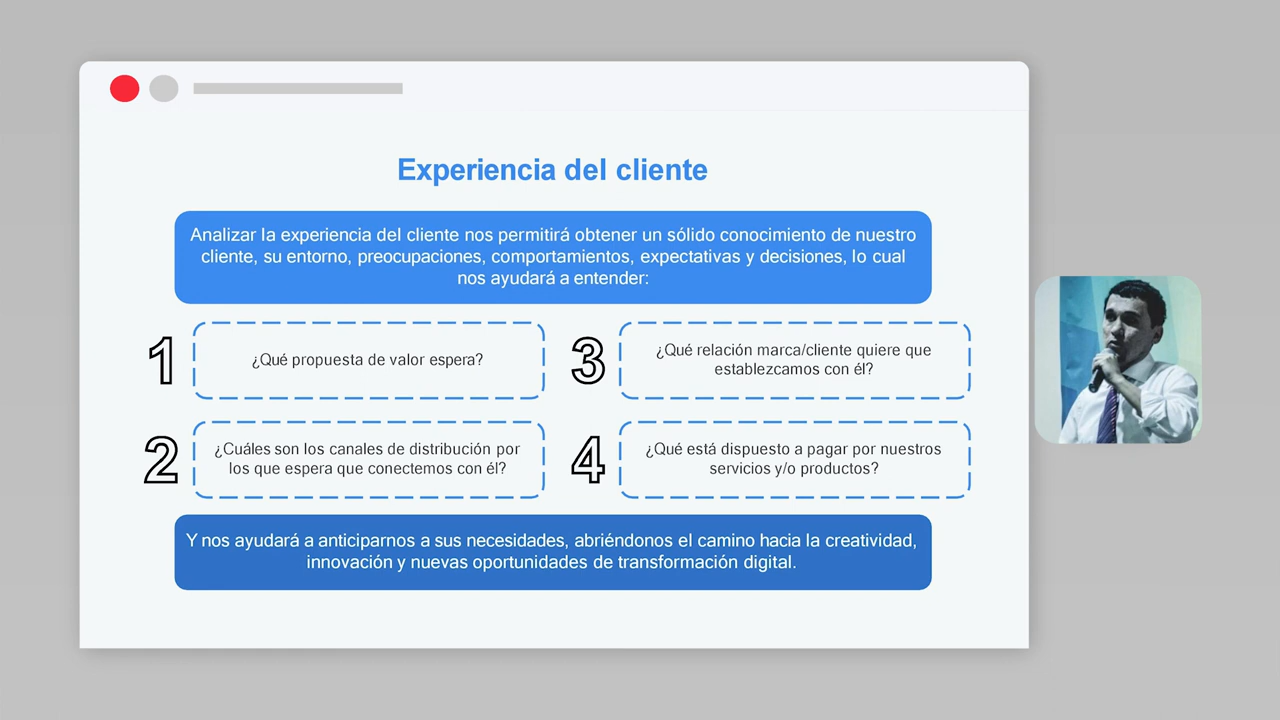 Experiencia del cliente
Analizar la experiencia del cliente nos permitirá obtener un sólido conocimiento de nuestro
cliente, su entorno, preocupaciones, comportamientos, expectativas y decisiones, lo cual
nos ayudará a entender:
1
¿Qué propuesta de valor espera?
2
¿Cuáles son los canales de distribución por
los que espera que conectemos con él?
3
¿Qué relación marca/cliente quiere que
establezcamos con él?
4
¿Qué está dispuesto a pagar por nuestros
servicios y/o productos?
Y nos ayudará a anticiparnos a sus necesidades, abriéndonos el camino hacia la creatividad,
innovación y nuevas oportunidades de transformación digital.